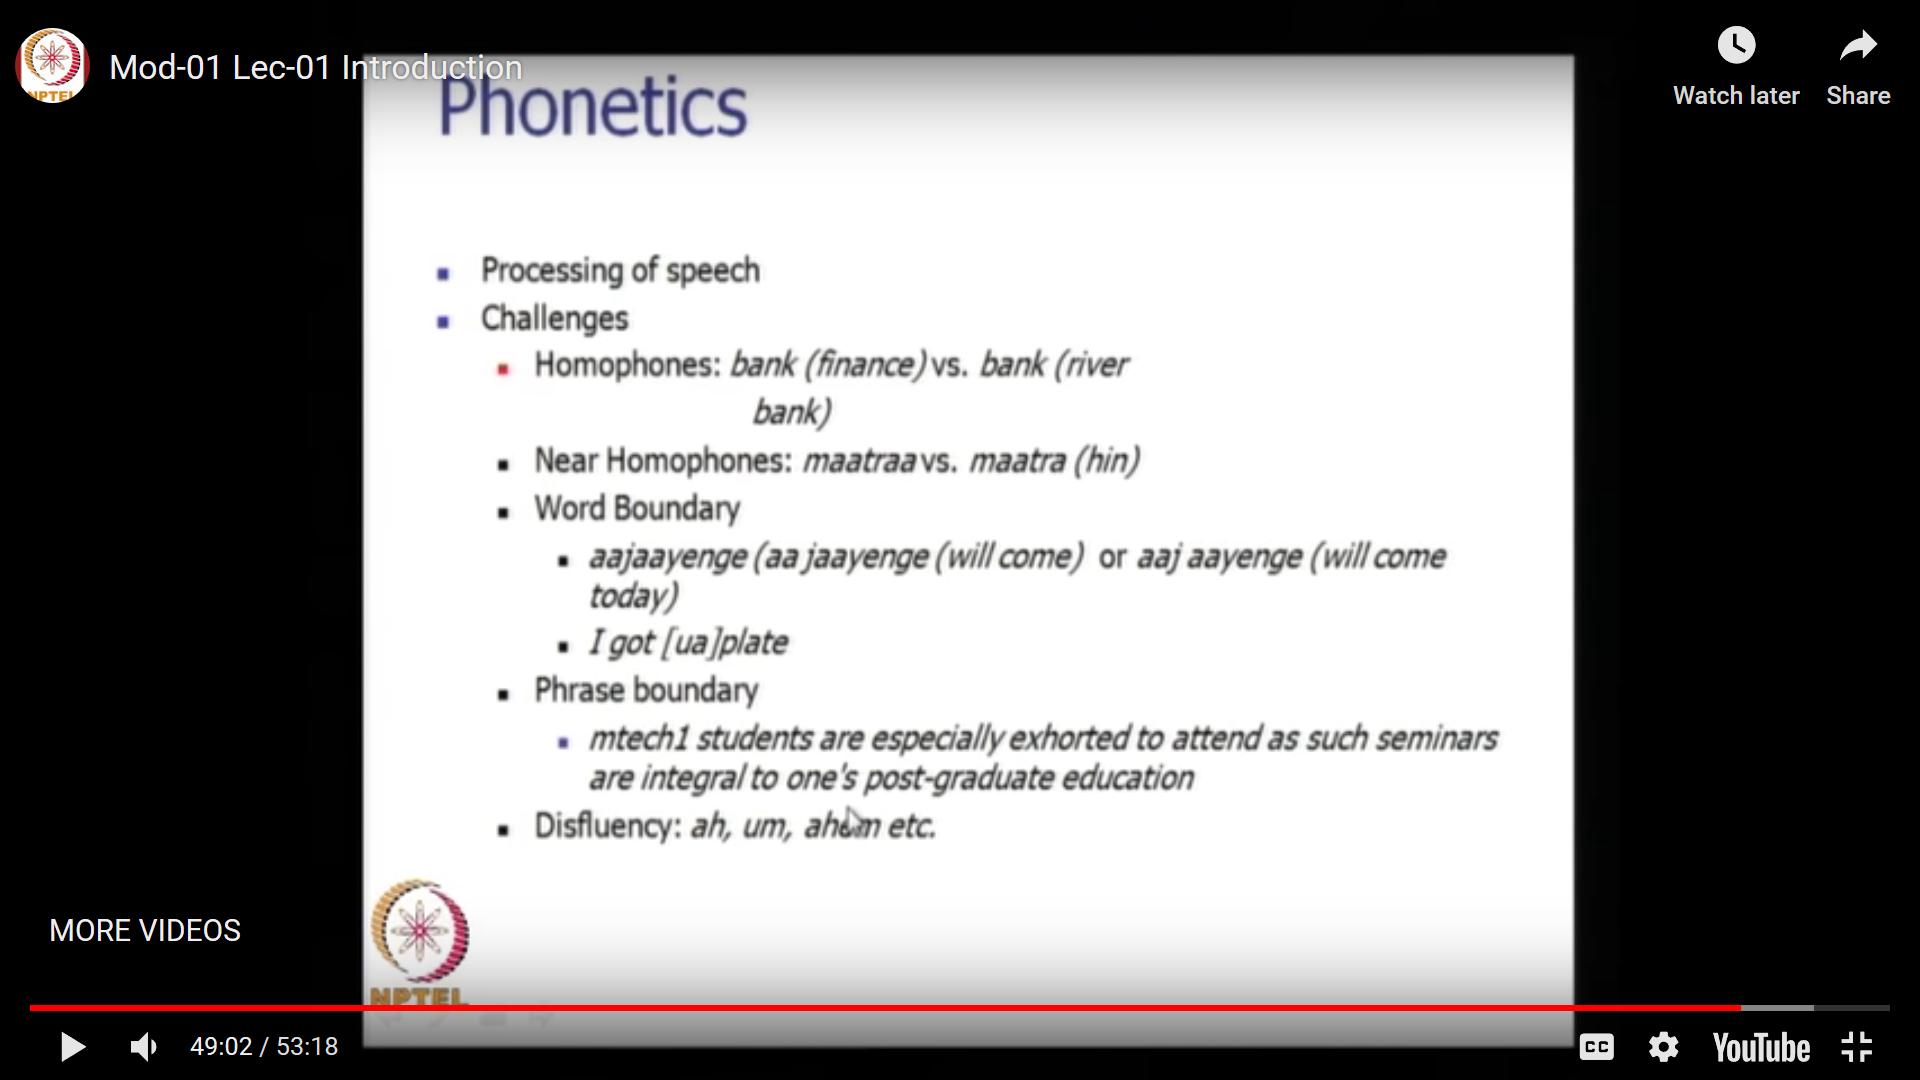 Mod-01 Lec-01 Introduction
NPTEL
Watch later
Share
Phonetics
Processing of speech
Challenges
Homophones: bank (finance) vs. bank (river
bank)
Near Homophones: maatraa vs. maatra (hin)
Word Boundary
aajaayenge (aa jaayenge (will come) or aaj aayenge (will come
today)
I got [ua]plate
Phrase boundary
mtech1 students are especially exhorted to attend as such seminars
are integral to one's post-graduate education
Disfluency: ah, um, ahem etc.
MORE VIDEOS
NPTEL
49:02 / 53:18
CC
YouTube